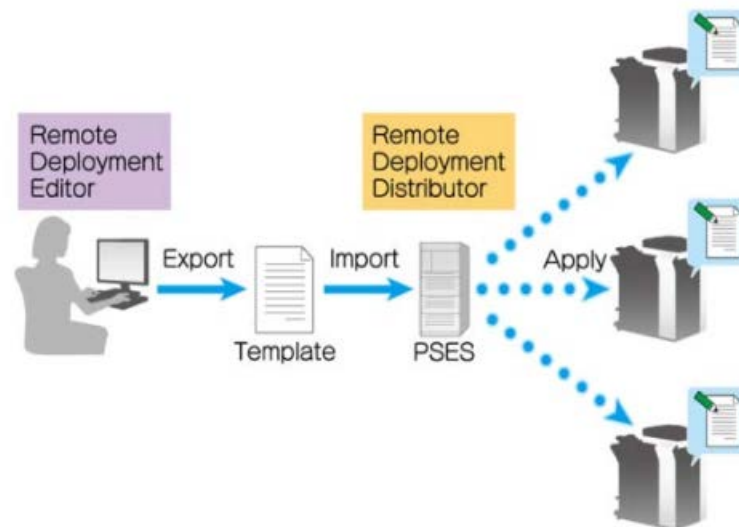 Remote
Deployment
Editor
Remote
Deployment
Distributor
Export
Import
Apply
Template
PSES